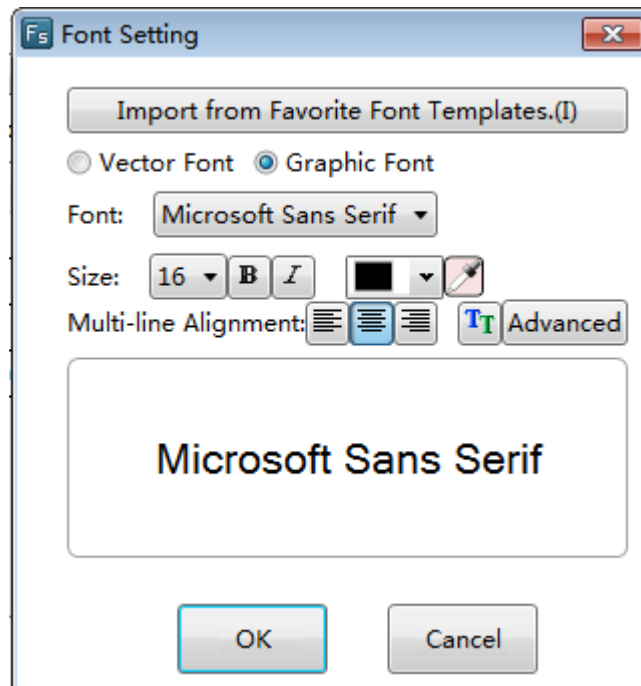 Fs Font Setting
Import from Favorite Font Templates.(I)
Vector Font Graphic Font
Font: Microsoft Sans Serif
Size: 16 B I
Multi-line Alignment: TT Advanced
Microsoft Sans Serif
OK Cancel